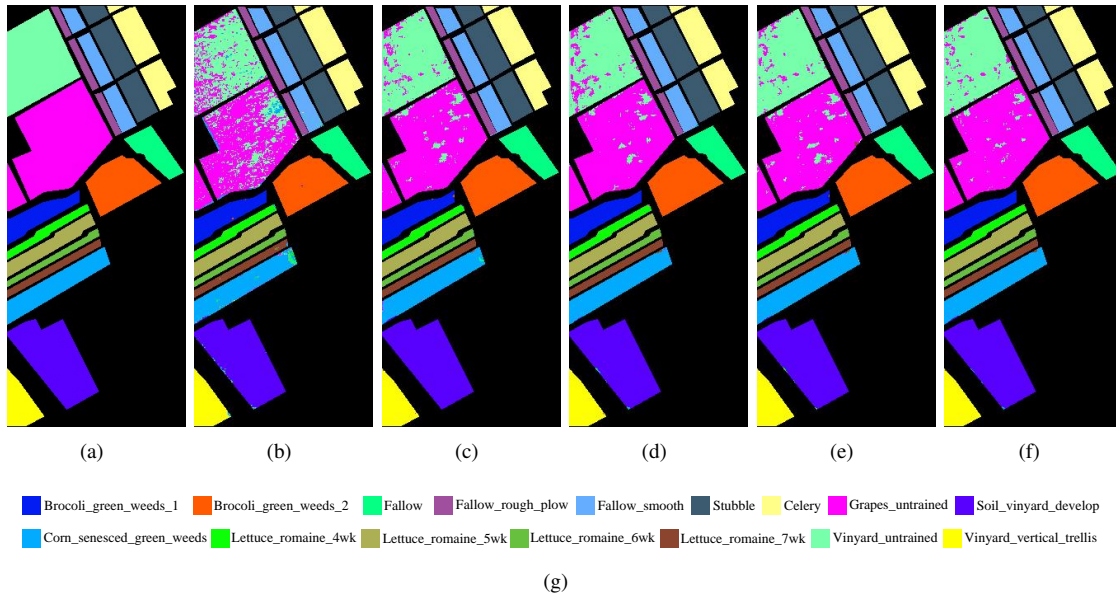 (a) (b) (c) (d) (e) (f)
Brocoli_green_weeds_1 Brocoli_green_weeds_2 Fallow Fallow_rough_plow Fallow_smooth Stubble Celery Grapes_untrained Soil_vinyard_develop
Corn_senesced_green_weeds Lettuce_romaine_4wk Lettuce_romaine_5wk Lettuce_romaine_6wk Lettuce_romaine_7wk Vinyard_untrained Vinyard_vertical_trellis
(g)